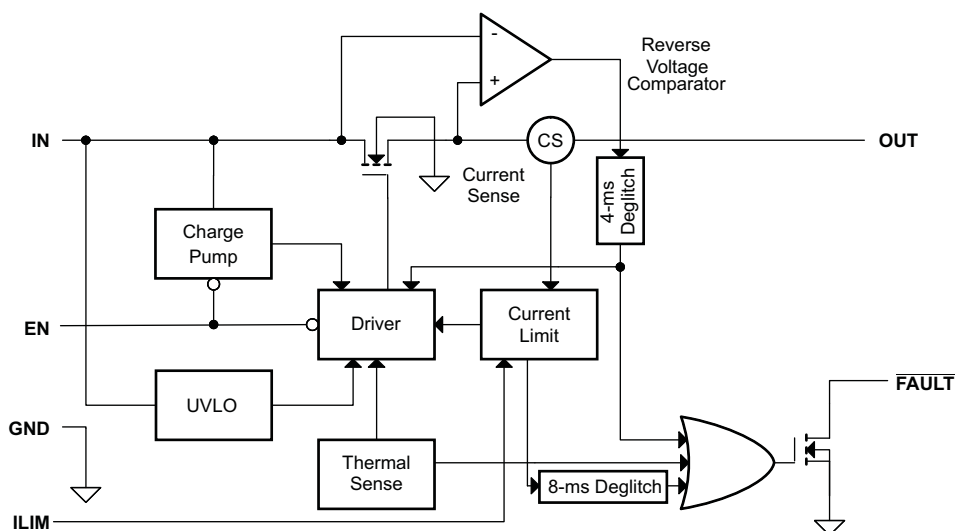 -
+
Reverse
Voltage
Comparator
IN
CS
OUT
Current
Sense
4-ms
Deglitch
Charge
Pump
EN
Driver
Current
Limit
FAULT
UVLO
GND
Thermal
Sense
8-ms Deglitch
ILIM